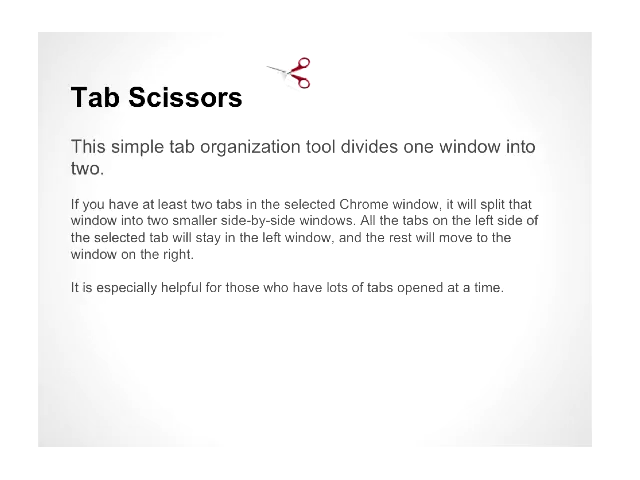 Tab Scissors
This simple tab organization tool divides one window into
two.
If you have at least two tabs in the selected Chrome window, it will split that
window into two smaller side-by-side windows. All the tabs on the left side of
the selected tab will stay in the left window, and the rest will move to the
window on the right.
It is especially helpful for those who have lots of tabs opened at a time.